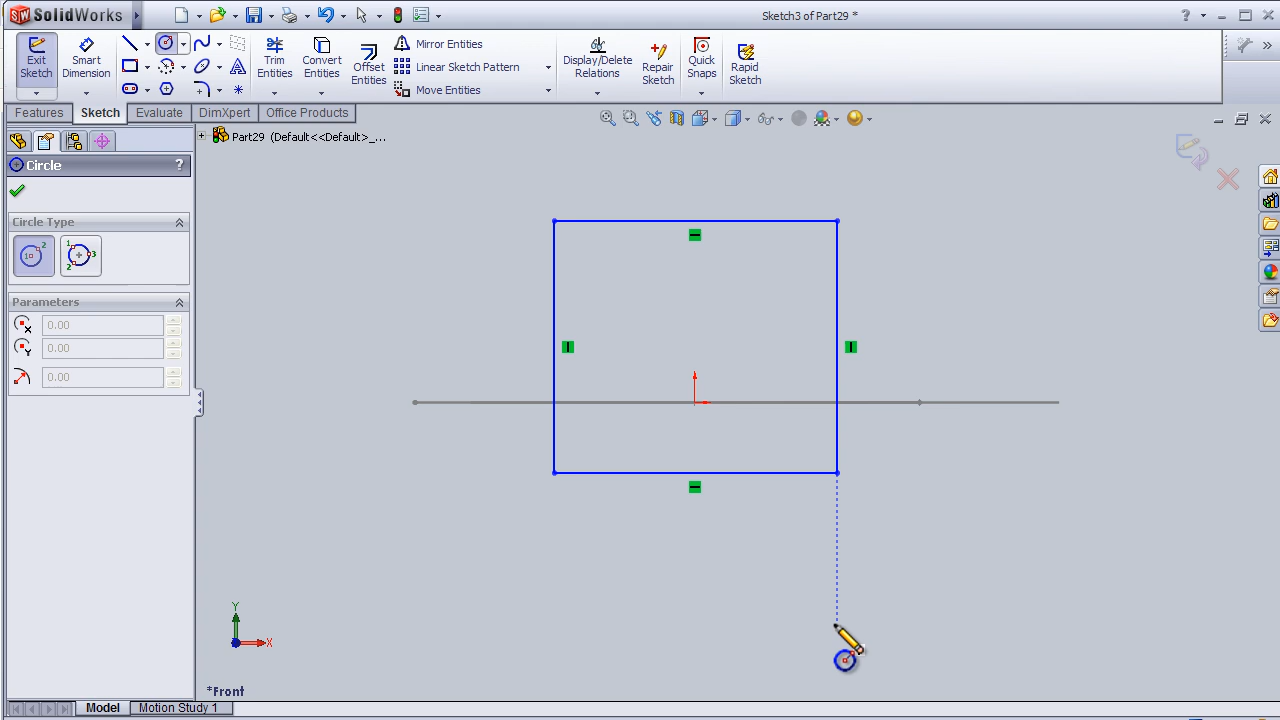 SolidWorks
Sketch3 of Part29 *
?
Exit Sketch
Smart Dimension
Trim Entities
Convert Entities
Offset Entities
Mirror Entities
Linear Sketch Pattern
Move Entities
Display/Delete Relations
Repair Sketch
Quick Snaps
Rapid Sketch
Features
Sketch
Evaluate
DimXpert
Office Products
Part29 (Default<<Default>_...
Circle
?
Circle Type
Parameters
0.00
0.00
0.00
Y
X
*Front
Model
Motion Study 1